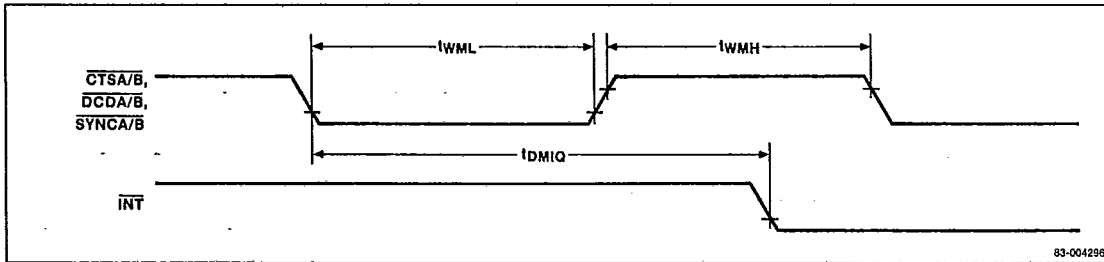 tWML
tWMH
CTSA/B,
DCDA/B,
SYNCA/B
tDMIQ
INT
83-004296